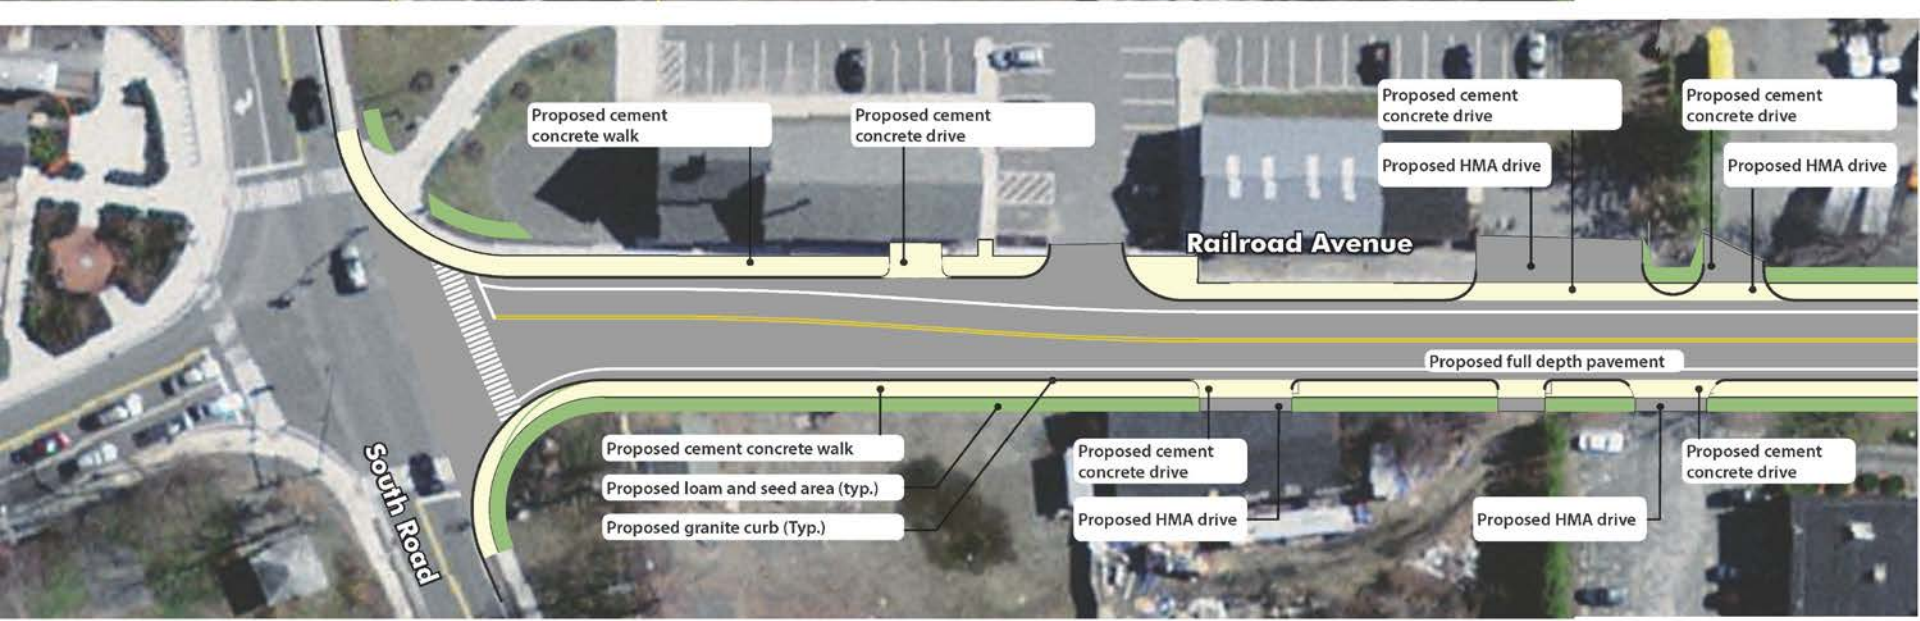 Proposed cement
concrete walk
Proposed cement
concrete drive
Proposed cement
concrete drive
Proposed cement
concrete drive
Proposed HMA drive
Proposed HMA drive
Railroad Avenue
Proposed full depth pavement
South Road
Proposed cement concrete walk
Proposed loam and seed area (typ.)
Proposed granite curb (Typ.)
Proposed cement
concrete drive
Proposed HMA drive
Proposed cement
concrete drive
Proposed HMA drive